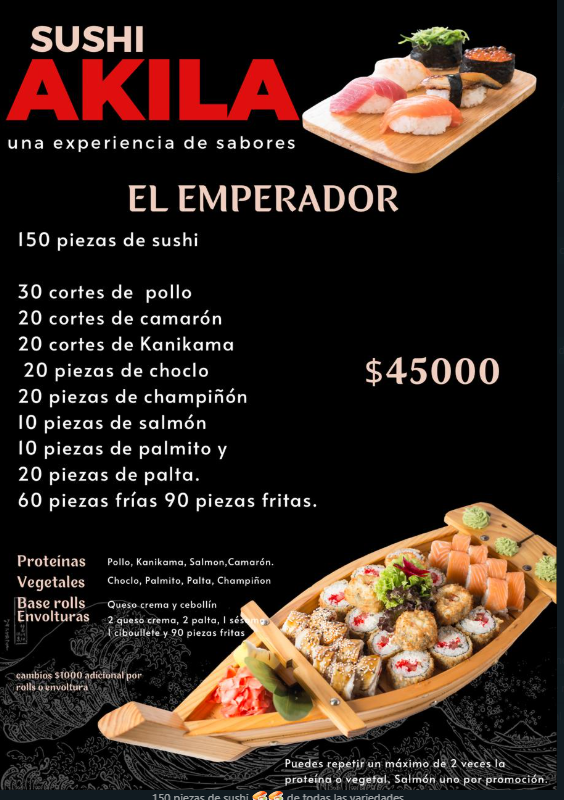 SUSHI
AKILA
una experiencia de sabores
EL EMPERADOR
150 piezas de sushi
30 cortes de pollo
20 cortes de camarón
20 cortes de Kanikama
20 piezas de choclo
20 piezas de champiñón
10 piezas de salmón
10 piezas de palmito y
20 piezas de palta.
60 piezas frías 90 piezas fritas.
$45000
Proteínas Pollo, Kanikama, Salmon,Camarón.
Vegetales Choclo, Palmito, Palta, Champiñon
Base rolls Queso crema y cebollín
Envolturas 2 queso crema, 2 palta, 1 sésamo,
1 ciboullete y 90 piezas fritas
cambios $1000 adicional por
rolls o envoltura
Puedes repetir un máximo de 2 veces la
proteína o vegetal. Salmón uno por promoción.
150 piezas de sushi 🍣🍣 de todas las variedades